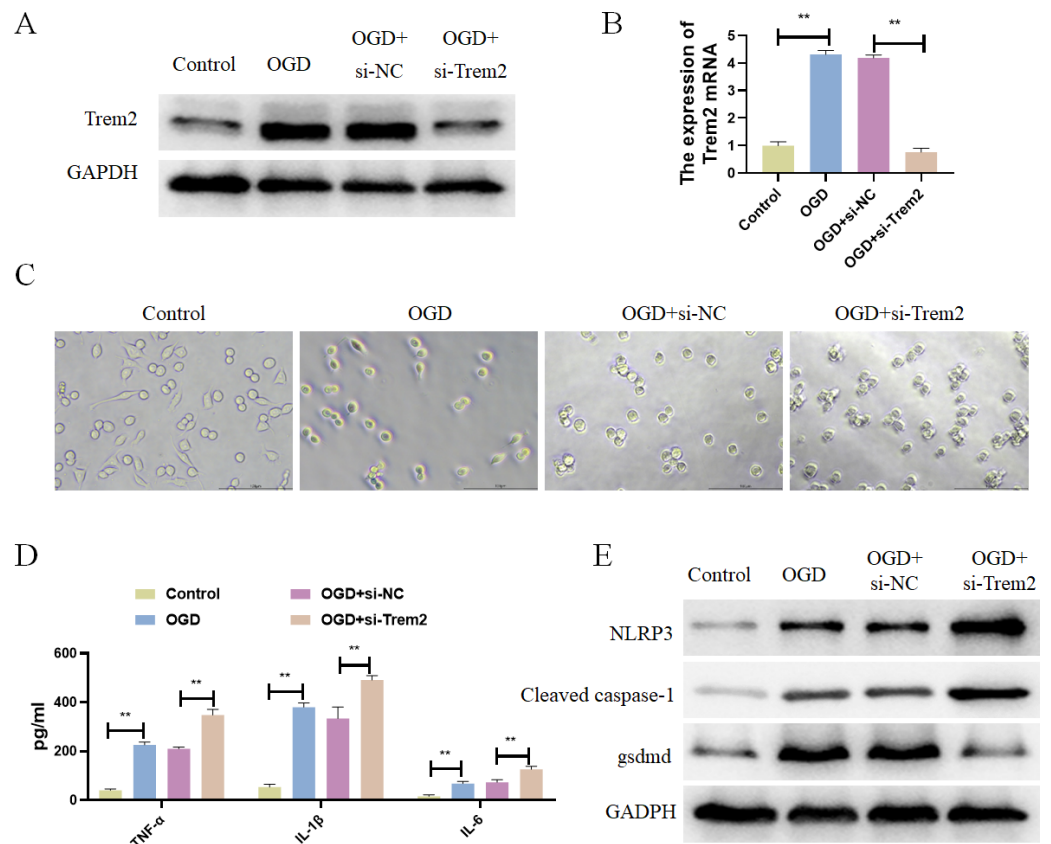 A
Control
OGD
OGD+
si-NC
OGD+
si-Trem2
Trem2
GAPDH
B
The expression of
Trem2 mRNA
5
4
3
2
1
0
**
**
Control
OGD
OGD+si-NC
OGD+si-Trem2
C
Control
OGD
OGD+si-NC
OGD+si-Trem2
D
Control
OGD
OGD+si-NC
OGD+si-Trem2
pg/ml
600
400
200
0
**
**
**
**
**
**
TNF-α
IL-1β
IL-6
E
Control
OGD
OGD+
si-NC
OGD+
si-Trem2
NLRP3
Cleaved caspase-1
gsdmd
GADPH